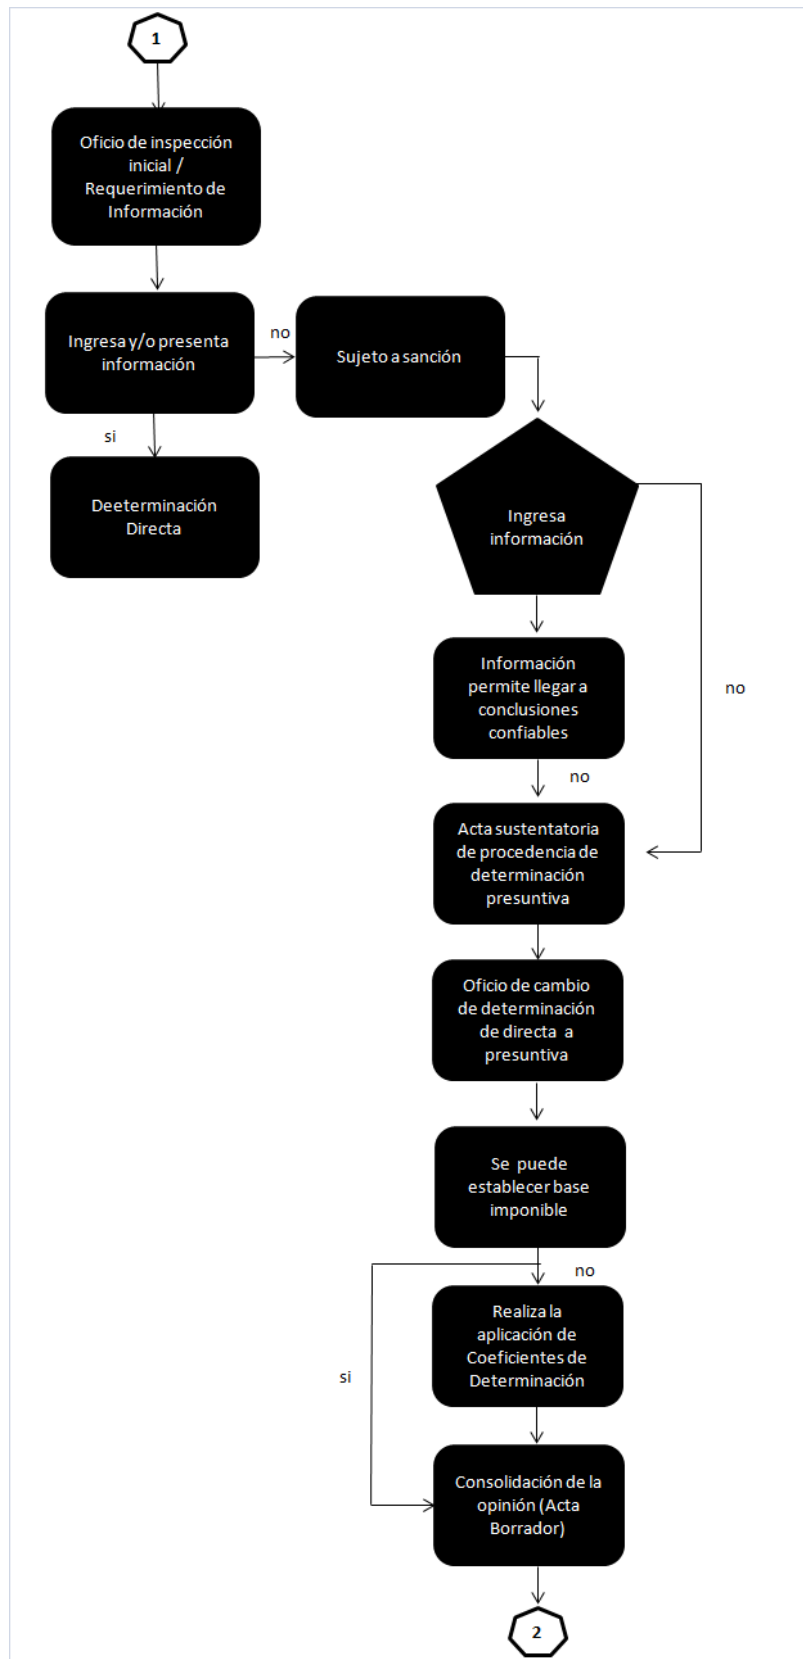 1
Oficio de inspección
inicial /
Requerimiento de
Información
Ingresa y/o presenta
información
no
Sujeto a sanción
si
Deeterminación
Directa
Ingresa
información
Información
permite llegar a
conclusiones
confiables
no
no
Acta sustentatoria
de procedencia de
determinación
presuntiva
Oficio de cambio
de determinación
de directa a
presuntiva
Se puede
establecer base
imponible
no
Realiza la
aplicación de
Coeficientes de
Determinación
si
Consolidación de la
opinión (Acta
Borrador)
2